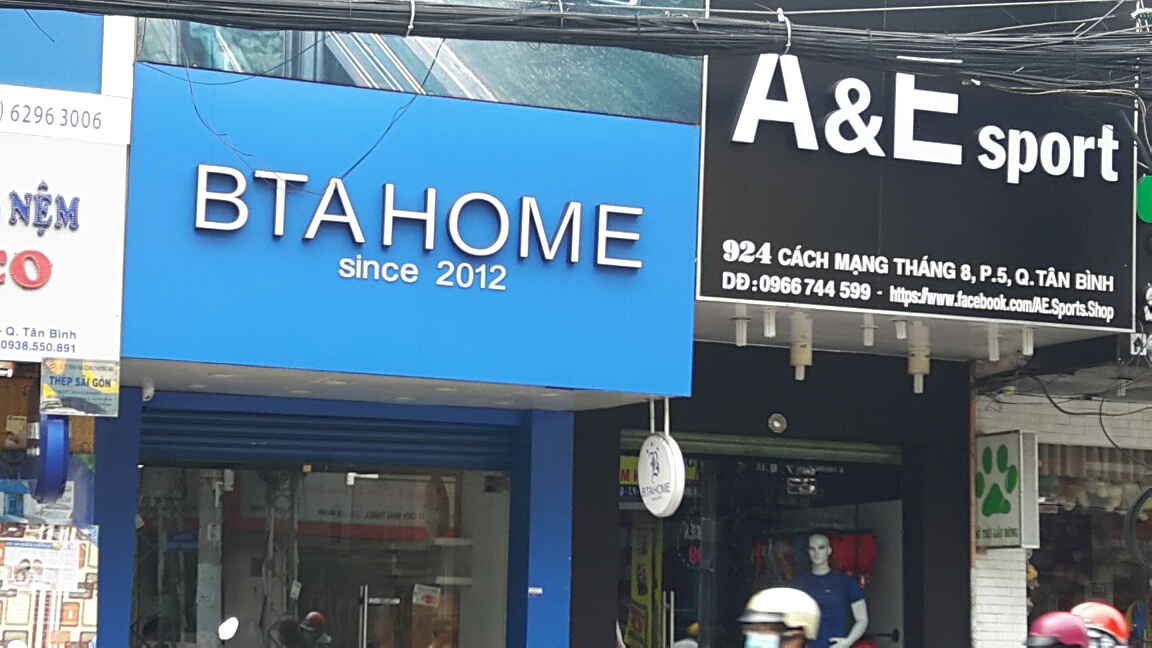 ) 6296 3006
NỆM
CO
- Q. Tân Bình
0938.550.891
THÉP SÀI GÒN
BTAHOME
since 2012
A&E sport
924 CÁCH MẠNG THÁNG 8, P.5, Q.TÂN BÌNH
DĐ:0966 744 599 - https://www.facebook.com/AE.Sports.Shop
BTAHOME